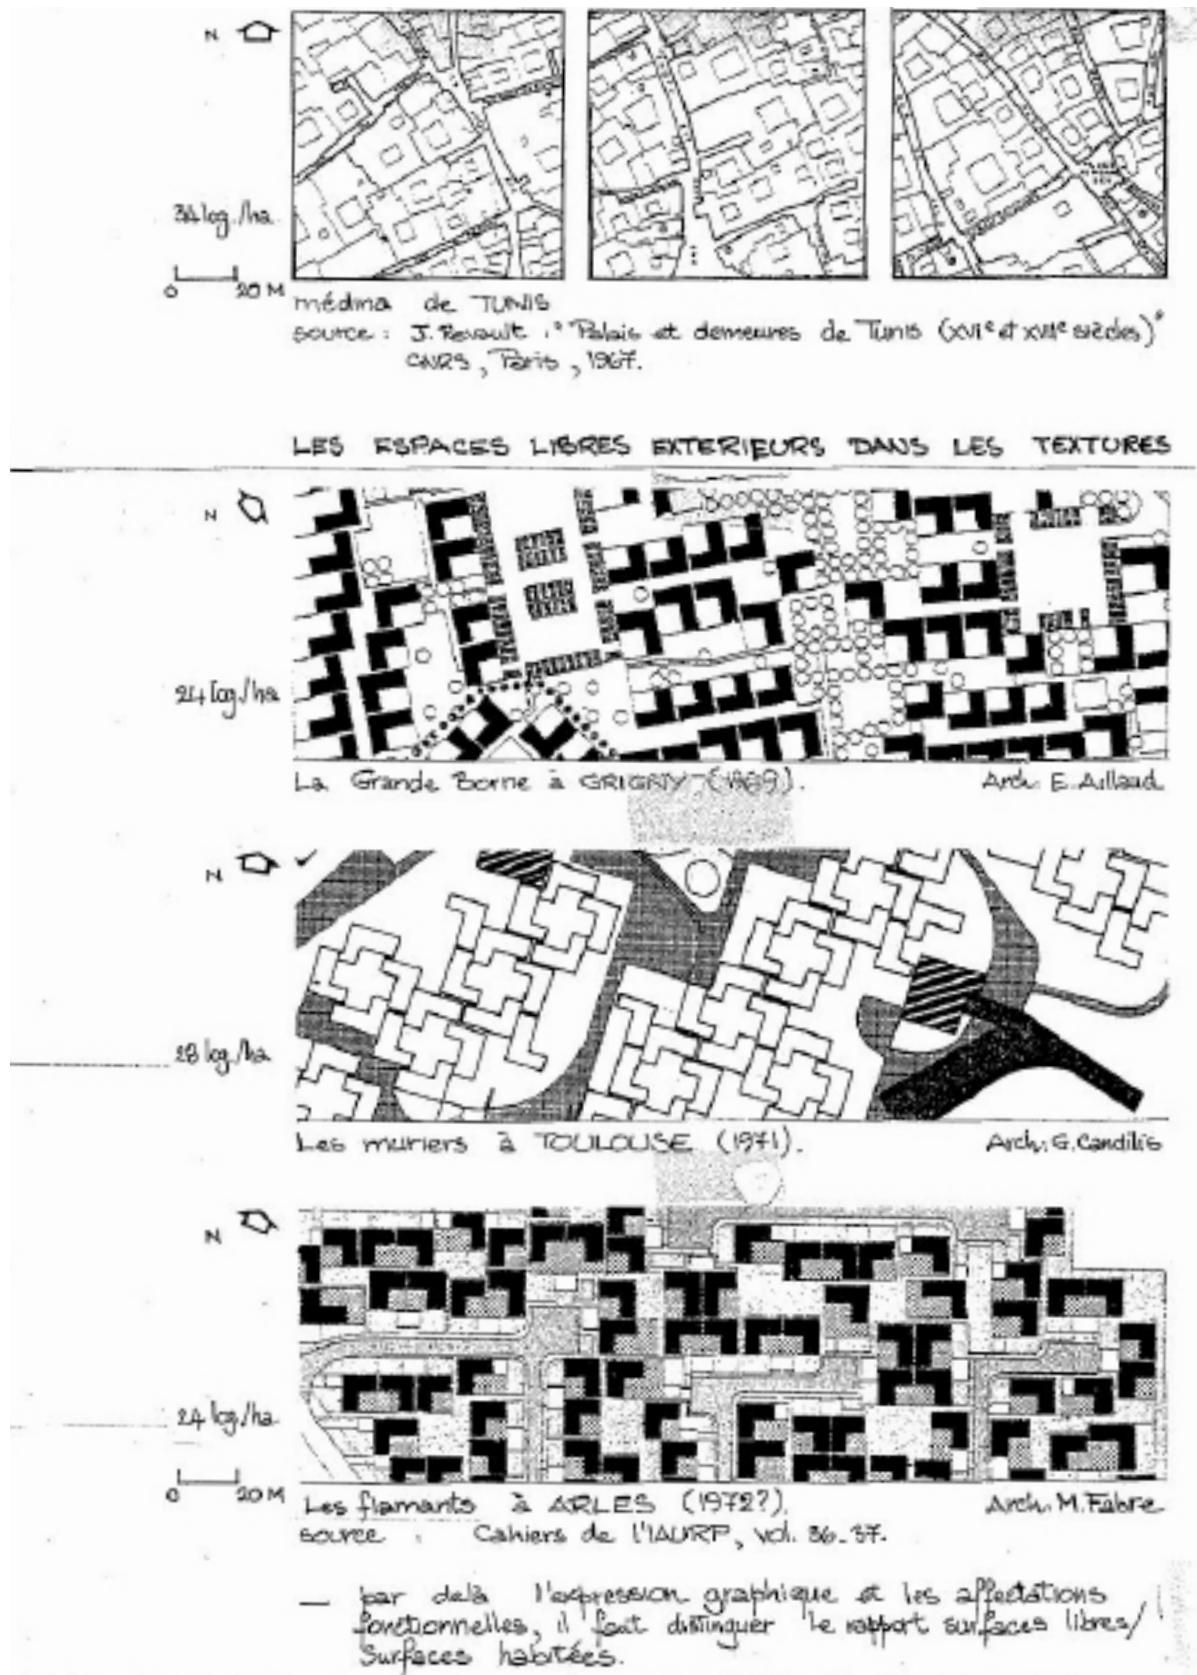 N
34 log./ha
0 20 M
médina de TUNIS
source : J. Revault : "Palais et demeures de Tunis (XVIe et XVIIe siècles)"
CNRS, Paris, 1967.
LES ESPACES LIBRES EXTERIEURS DANS LES TEXTURES
N
24 log./ha
La Grande Borne à GRIGNY (1969). Arch: E. Aillaud
N
28 log./ha
Les muriers à TOULOUSE (1971). Arch: G. Candilis
N
24 log./ha
0 20 M
Les flamants à ARLES (1972?). Arch: M. Fabre
source : Cahiers de l'IAURP, vol. 36-37.
— par delà l'expression graphique et les affectations
fonctionnelles, il faut distinguer le rapport surfaces libres/
surfaces habitées.